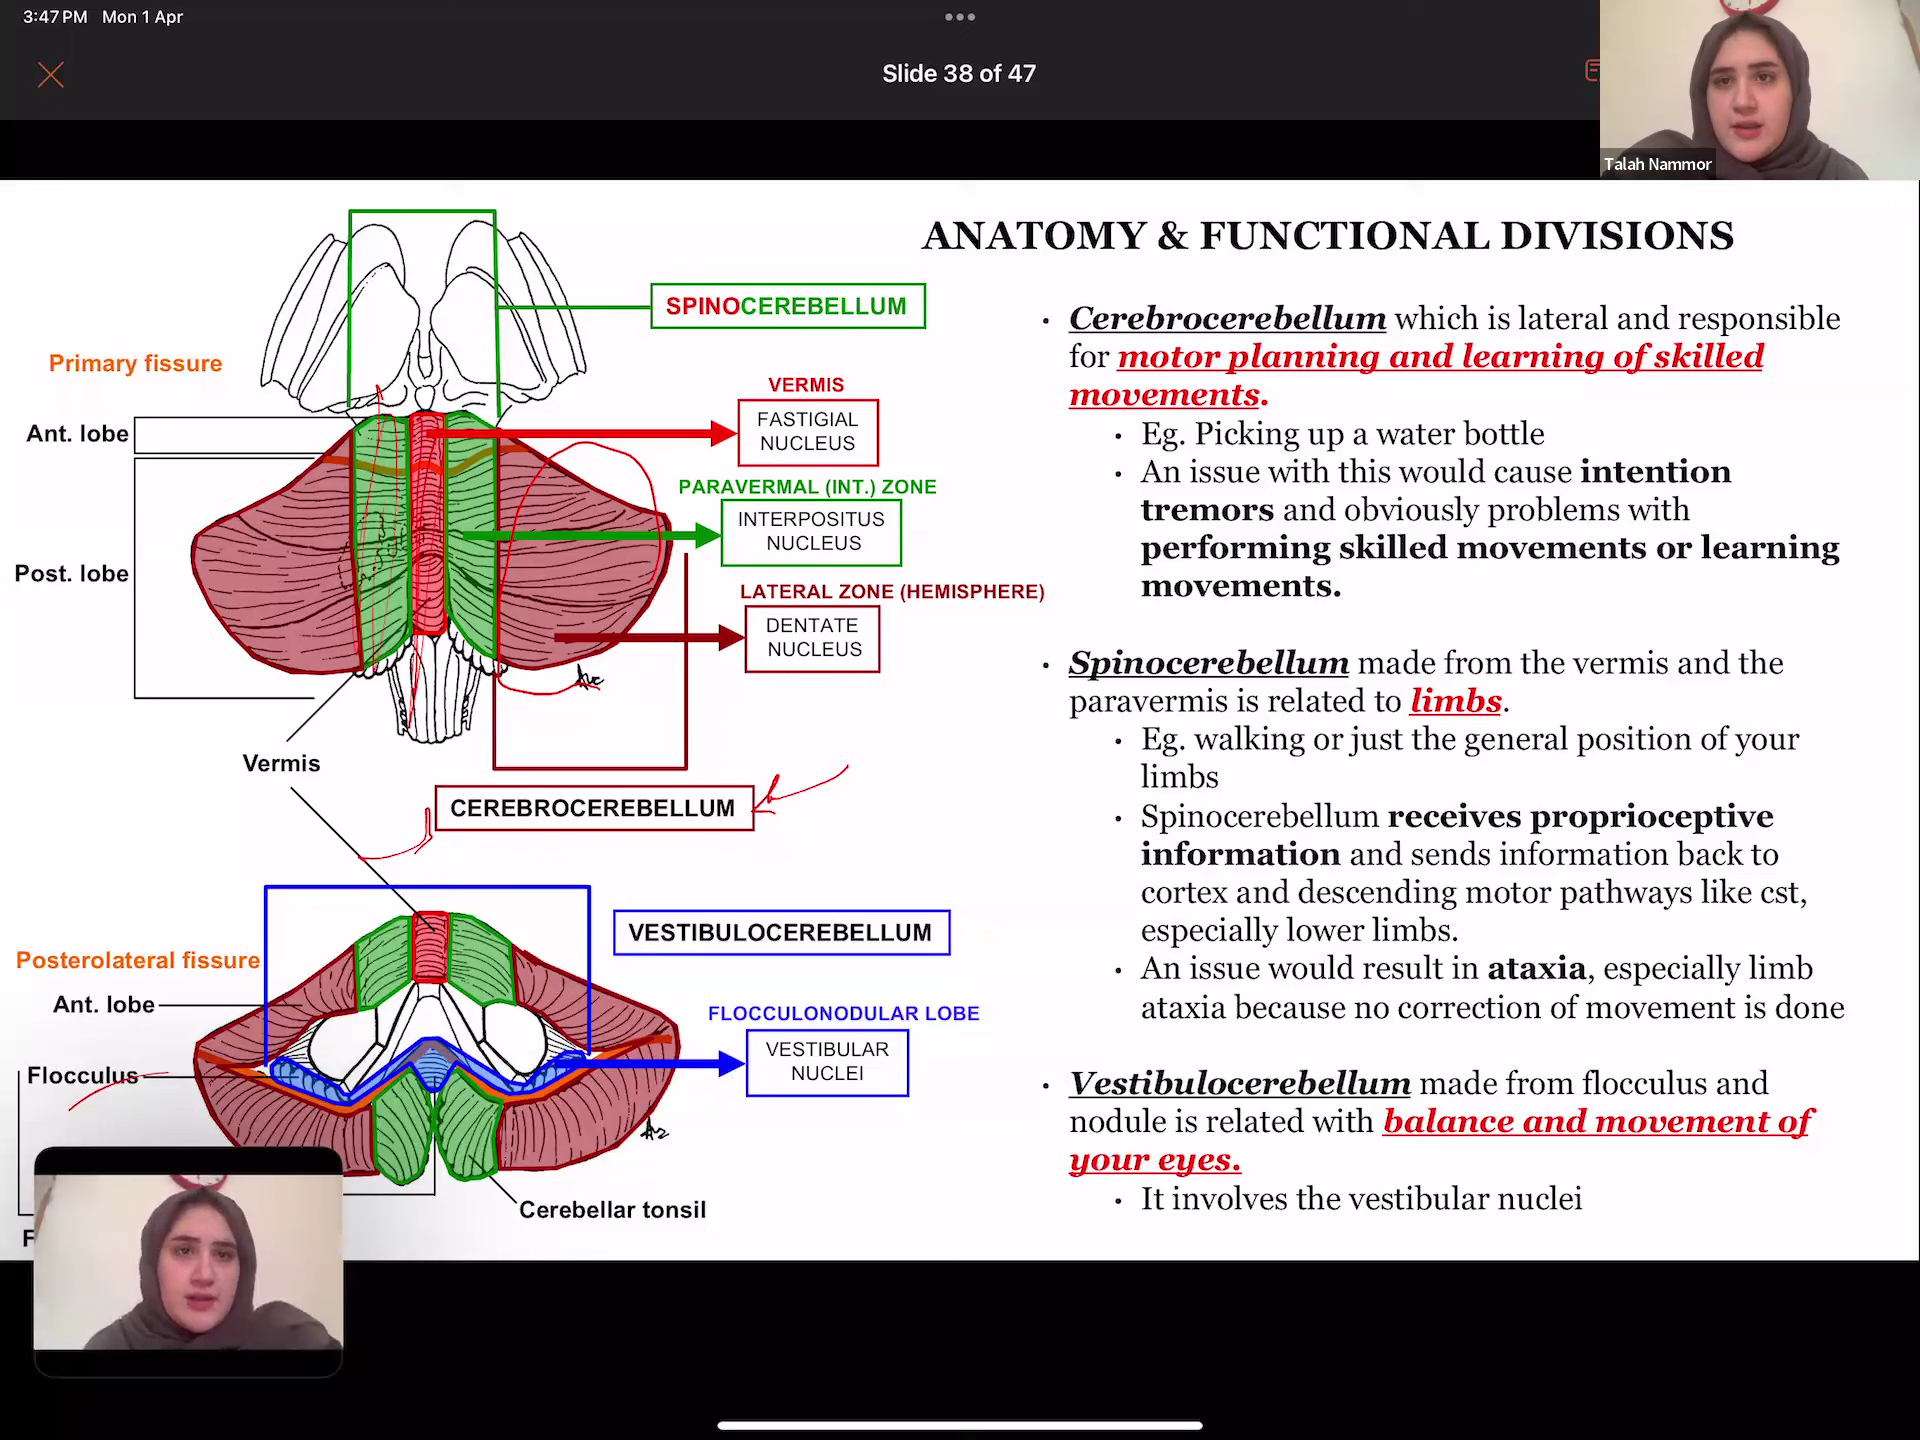 3:47 PM Mon 1 Apr
Slide 38 of 47
Talah Nammor
ANATOMY & FUNCTIONAL DIVISIONS
SPINOCEREBELLUM
Primary fissure
VERMIS
FASTIGIAL
NUCLEUS
Ant. lobe
PARAVERMAL (INT.) ZONE
INTERPOSITUS
NUCLEUS
Post. lobe
LATERAL ZONE (HEMISPHERE)
DENTATE
NUCLEUS
Vermis
CEREBROCEREBELLUM
VESTIBULOCEREBELLUM
Posterolateral fissure
Ant. lobe
FLOCCULONODULAR LOBE
VESTIBULAR
NUCLEI
Flocculus
Cerebellar tonsil
· Cerebrocerebellum which is lateral and responsible
for motor planning and learning of skilled
movements.
· Eg. Picking up a water bottle
· An issue with this would cause intention
tremors and obviously problems with
performing skilled movements or learning
movements.
· Spinocerebellum made from the vermis and the
paravermis is related to limbs.
· Eg. walking or just the general position of your
limbs
· Spinocerebellum receives proprioceptive
information and sends information back to
cortex and descending motor pathways like cst,
especially lower limbs.
· An issue would result in ataxia, especially limb
ataxia because no correction of movement is done
· Vestibulocerebellum made from flocculus and
nodule is related with balance and movement of
your eyes.
· It involves the vestibular nuclei